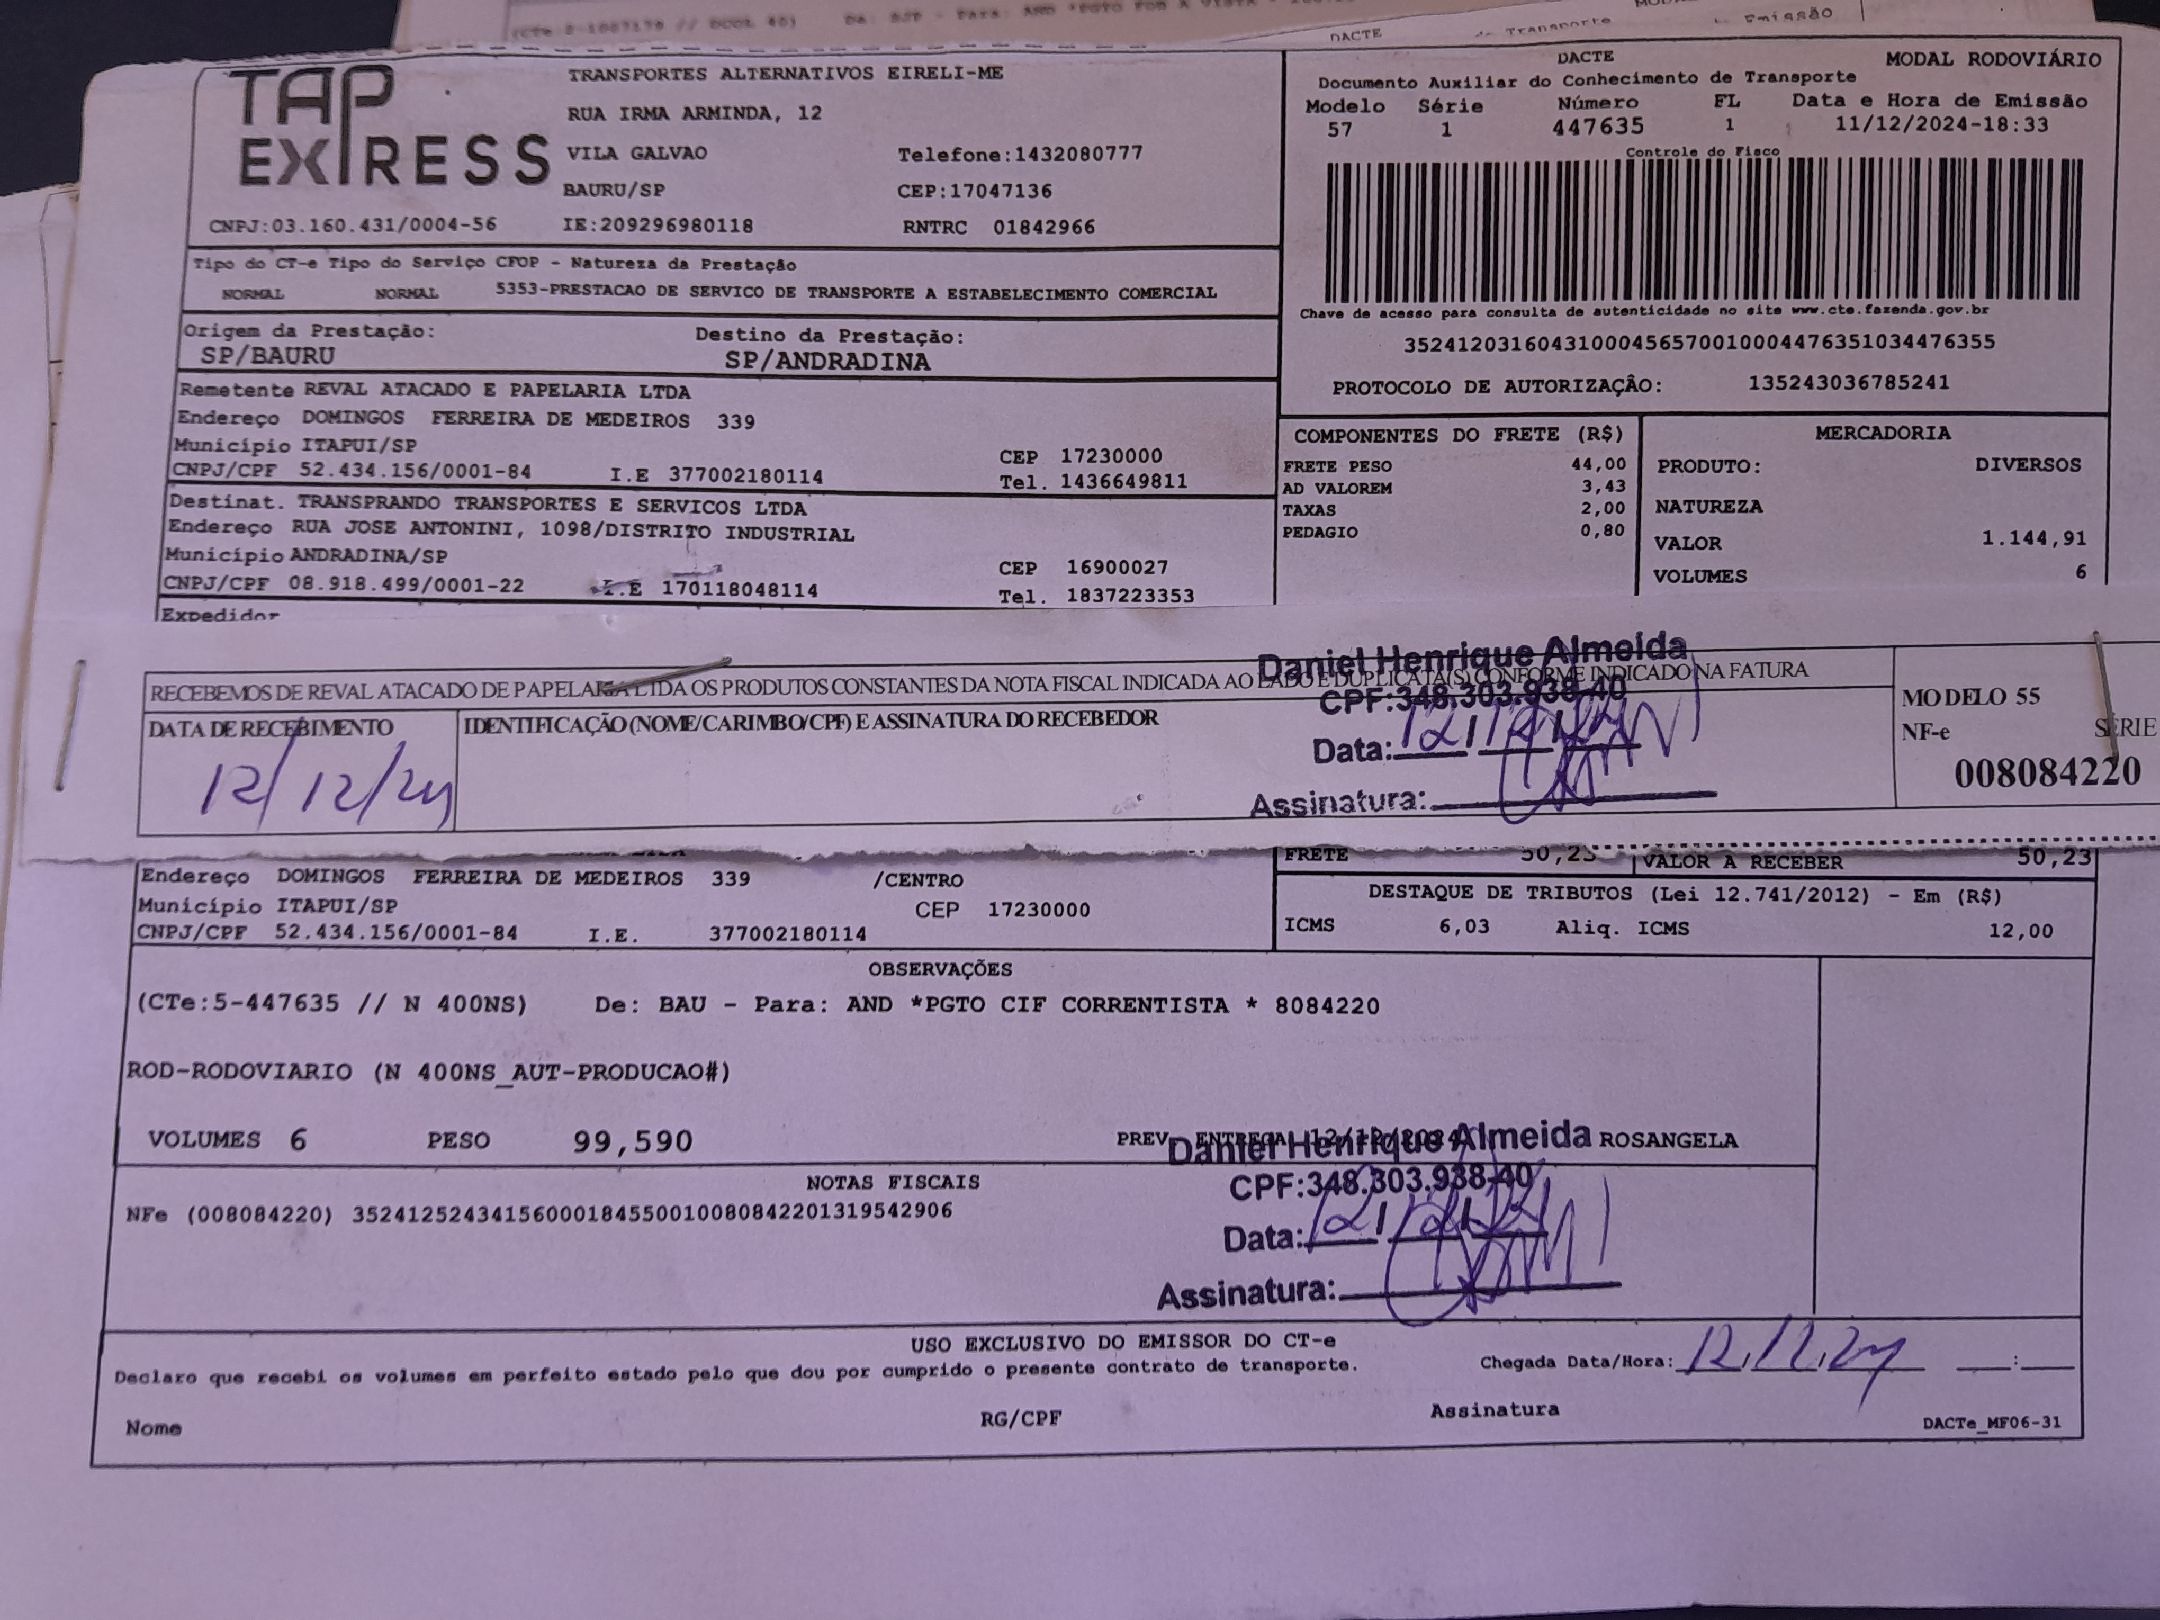 DACTE
Transporte
Emissão
TAP EXPRESS
TRANSPORTES ALTERNATIVOS EIRELI-ME
RUA IRMA ARMINDA, 12
VILA GALVAO Telefone:1432080777
BAURU/SP CEP:17047136
CNPJ:03.160.431/0004-56 IE:209296980118 RNTRC 01842966
DACTE MODAL RODOVIÁRIO
Documento Auxiliar do Conhecimento de Transporte
Modelo Série Número FL Data e Hora de Emissão
57 1 447635 1 11/12/2024-18:33
Controle do Fisco
Chave de acesso para consulta de autenticidade no site www.cte.fazenda.gov.br
35241203160431000456570010004476351034476355
PROTOCOLO DE AUTORIZAÇÃO: 135243036785241
Tipo do CT-e Tipo do Serviço CFOP - Natureza da Prestação
NORMAL NORMAL 5353-PRESTACAO DE SERVICO DE TRANSPORTE A ESTABELECIMENTO COMERCIAL
Origem da Prestação: Destino da Prestação:
SP/BAURU SP/ANDRADINA
Remetente REVAL ATACADO E PAPELARIA LTDA
Endereço DOMINGOS FERREIRA DE MEDEIROS 339
Município ITAPUI/SP CEP 17230000
CNPJ/CPF 52.434.156/0001-84 I.E 377002180114 Tel. 1436649811
Destinat. TRANSPRANDO TRANSPORTES E SERVICOS LTDA
Endereço RUA JOSE ANTONINI, 1098/DISTRITO INDUSTRIAL
Município ANDRADINA/SP CEP 16900027
CNPJ/CPF 08.918.499/0001-22 I.E 170118048114 Tel. 1837223353
Expedidor
COMPONENTES DO FRETE (R$)
FRETE PESO 44,00
AD VALOREM 3,43
TAXAS 2,00
PEDAGIO 0,80
MERCADORIA
PRODUTO: DIVERSOS
NATUREZA
VALOR 1.144,91
VOLUMES 6
RECEBEMOS DE REVAL ATACADO DE PAPELARIA LTDA OS PRODUTOS CONSTANTES DA NOTA FISCAL INDICADA AO LADO E DUPLICATA(S) CONFORME INDICADO NA FATURA
DATA DE RECEBIMENTO IDENTIFICAÇÃO (NOME/CARIMBO/CPF) E ASSINATURA DO RECEBEDOR
12/12/24
Daniel Henrique Almeida
CPF:348.303.938-40
Data: 12/12/24
Assinatura:
MODELO 55
NF-e SÉRIE
008084220
FRETE 50,23 VALOR A RECEBER 50,23
Endereço DOMINGOS FERREIRA DE MEDEIROS 339 /CENTRO
Município ITAPUI/SP CEP 17230000
CNPJ/CPF 52.434.156/0001-84 I.E. 377002180114
DESTAQUE DE TRIBUTOS (Lei 12.741/2012) - Em (R$)
ICMS 6,03 Aliq. ICMS 12,00
OBSERVAÇÕES
(CTe:5-447635 // N 400NS) De: BAU - Para: AND *PGTO CIF CORRENTISTA * 8084220
ROD-RODOVIARIO (N 400NS_AUT-PRODUCAO#)
VOLUMES 6 PESO 99,590 PREV. ENTREGA 12/12/2024 ROSANGELA
NOTAS FISCAIS
NFe (008084220) 35241252434156000184550010080842201319542906
Daniel Henrique Almeida
CPF:348.303.938-40
Data: 12/12/24
Assinatura:
USO EXCLUSIVO DO EMISSOR DO CT-e
Declaro que recebi os volumes em perfeito estado pelo que dou por cumprido o presente contrato de transporte. Chegada Data/Hora: 12.12.24 :
Nome RG/CPF Assinatura
DACTe_MF06-31